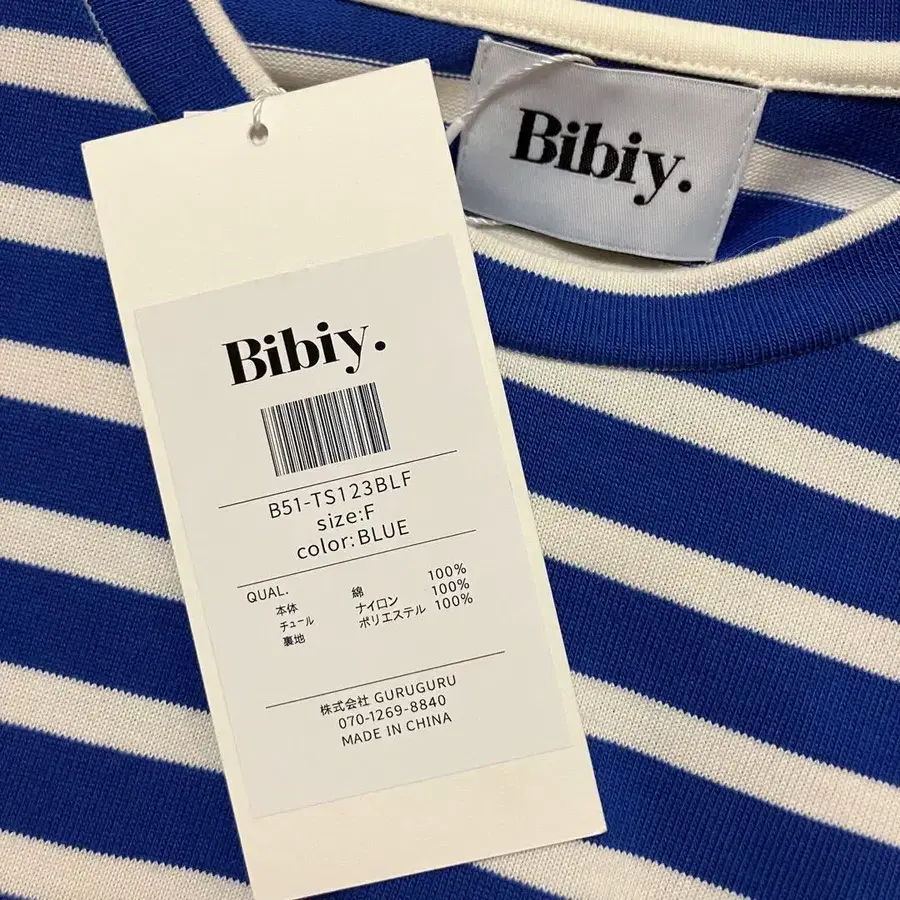 Bibiy.
Bibiy.
B51-TS123BLF
size:F
color:BLUE
QUAL.
本体 綿 100%
チュール ナイロン 100%
裏地 ポリエステル 100%
株式会社 GURUGURU
070-1269-8840
MADE IN CHINA